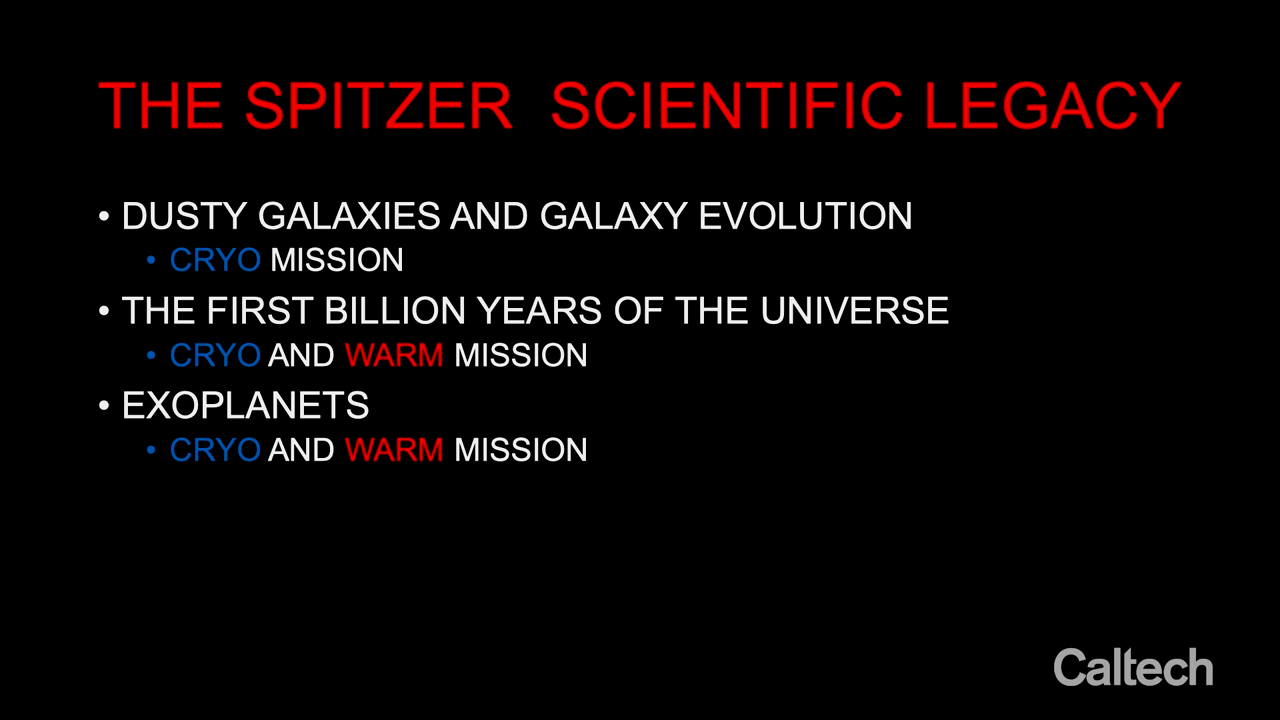 THE SPITZER  SCIENTIFIC LEGACY
• DUSTY GALAXIES AND GALAXY EVOLUTION
• CRYO MISSION
• THE FIRST BILLION YEARS OF THE UNIVERSE
• CRYO AND WARM MISSION
• EXOPLANETS
• CRYO AND WARM MISSION
Caltech